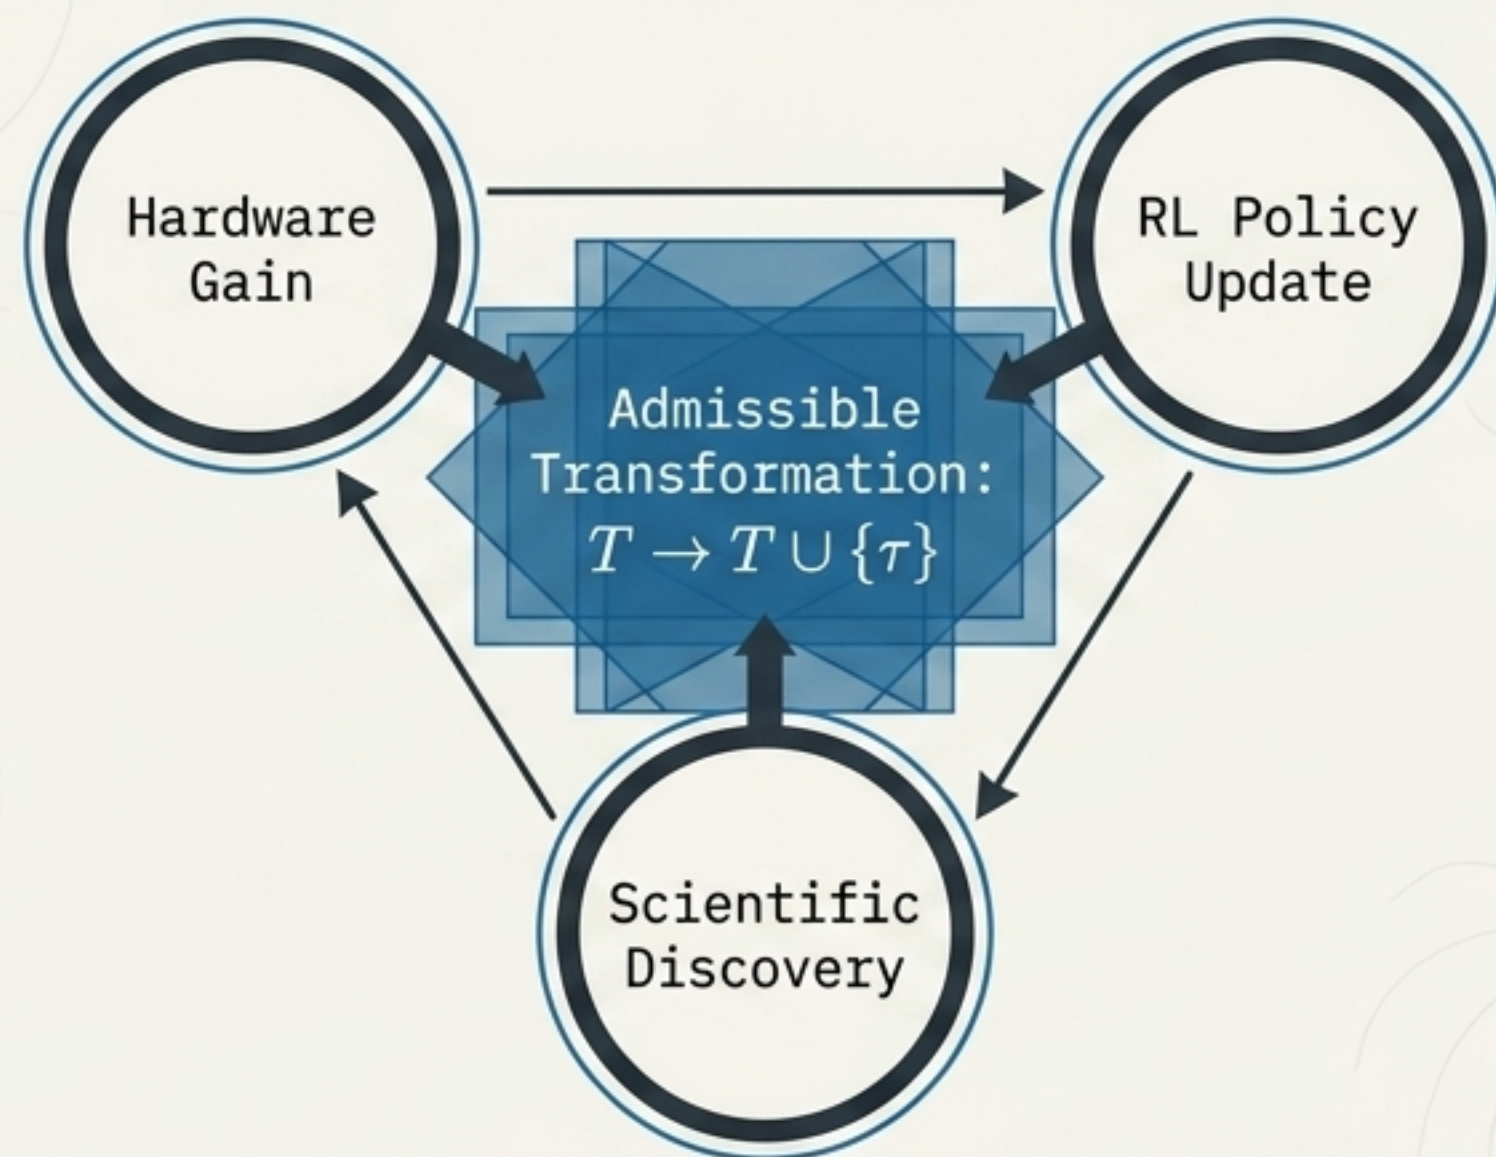 Hardware
Gain
RL Policy
Update
Admissible
Transformation:
T → T ∪ {τ}
Scientific
Discovery